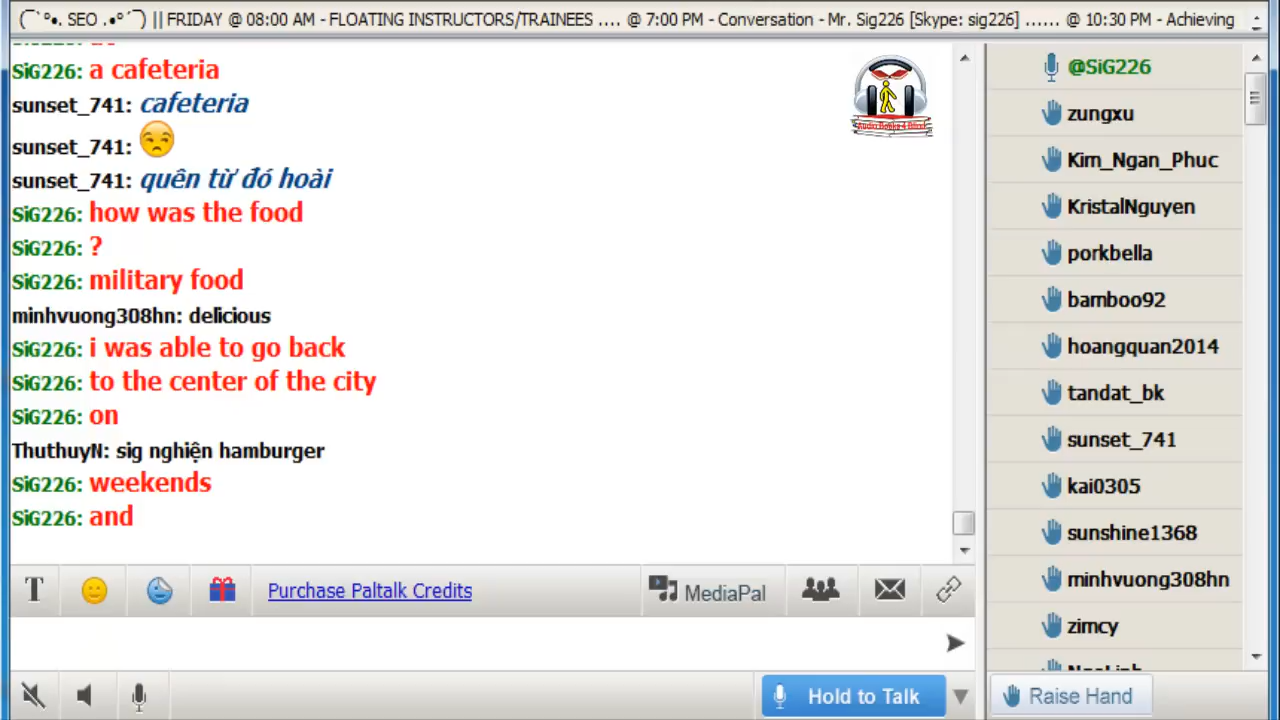 (¯`°•. SEO .•°´¯) || FRIDAY @ 08:00 AM - FLOATING INSTRUCTORS/TRAINEES .... @ 7:00 PM - Conversation - Mr. Sig226 [Skype: sig226] ...... @ 10:30 PM - Achieving
SiG226: a cafeteria
sunset_741: cafeteria
sunset_741:
sunset_741: quên từ đó hoài
SiG226: how was the food
SiG226: ?
SiG226: military food
minhvuong308hn: delicious
SiG226: i was able to go back
SiG226: to the center of the city
SiG226: on
ThuthuyN: sig nghiện hamburger
SiG226: weekends
SiG226: and
Audio Books 4 Blind
@SiG226
zungxu
Kim_Ngan_Phuc
KristalNguyen
porkbella
bamboo92
hoangquan2014
tandat_bk
sunset_741
kai0305
sunshine1368
minhvuong308hn
zimcy
T
Purchase Paltalk Credits
MediaPal
Hold to Talk
Raise Hand